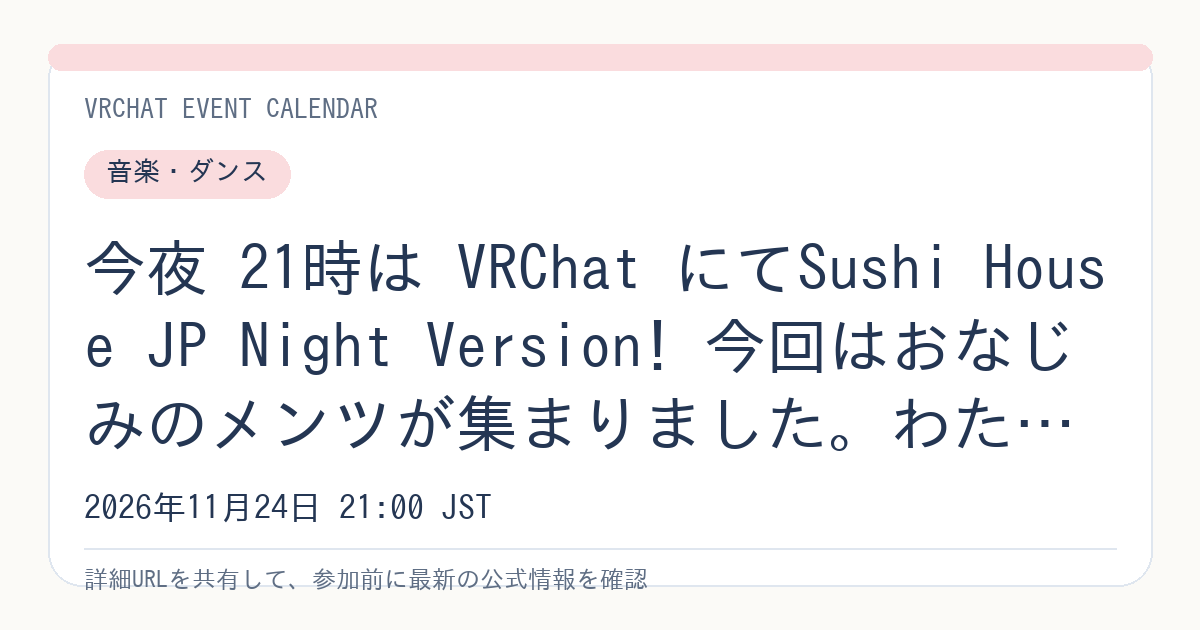 VRCHAT EVENT CALENDAR
音楽・ダンス
今夜 21時は VRChat にてSushi Hous
e JP Night Version! 今回はおなじ
みのメンツが集まりました。わた…
2026年11月24日 21:00 JST
詳細URLを共有して、参加前に最新の公式情報を確認